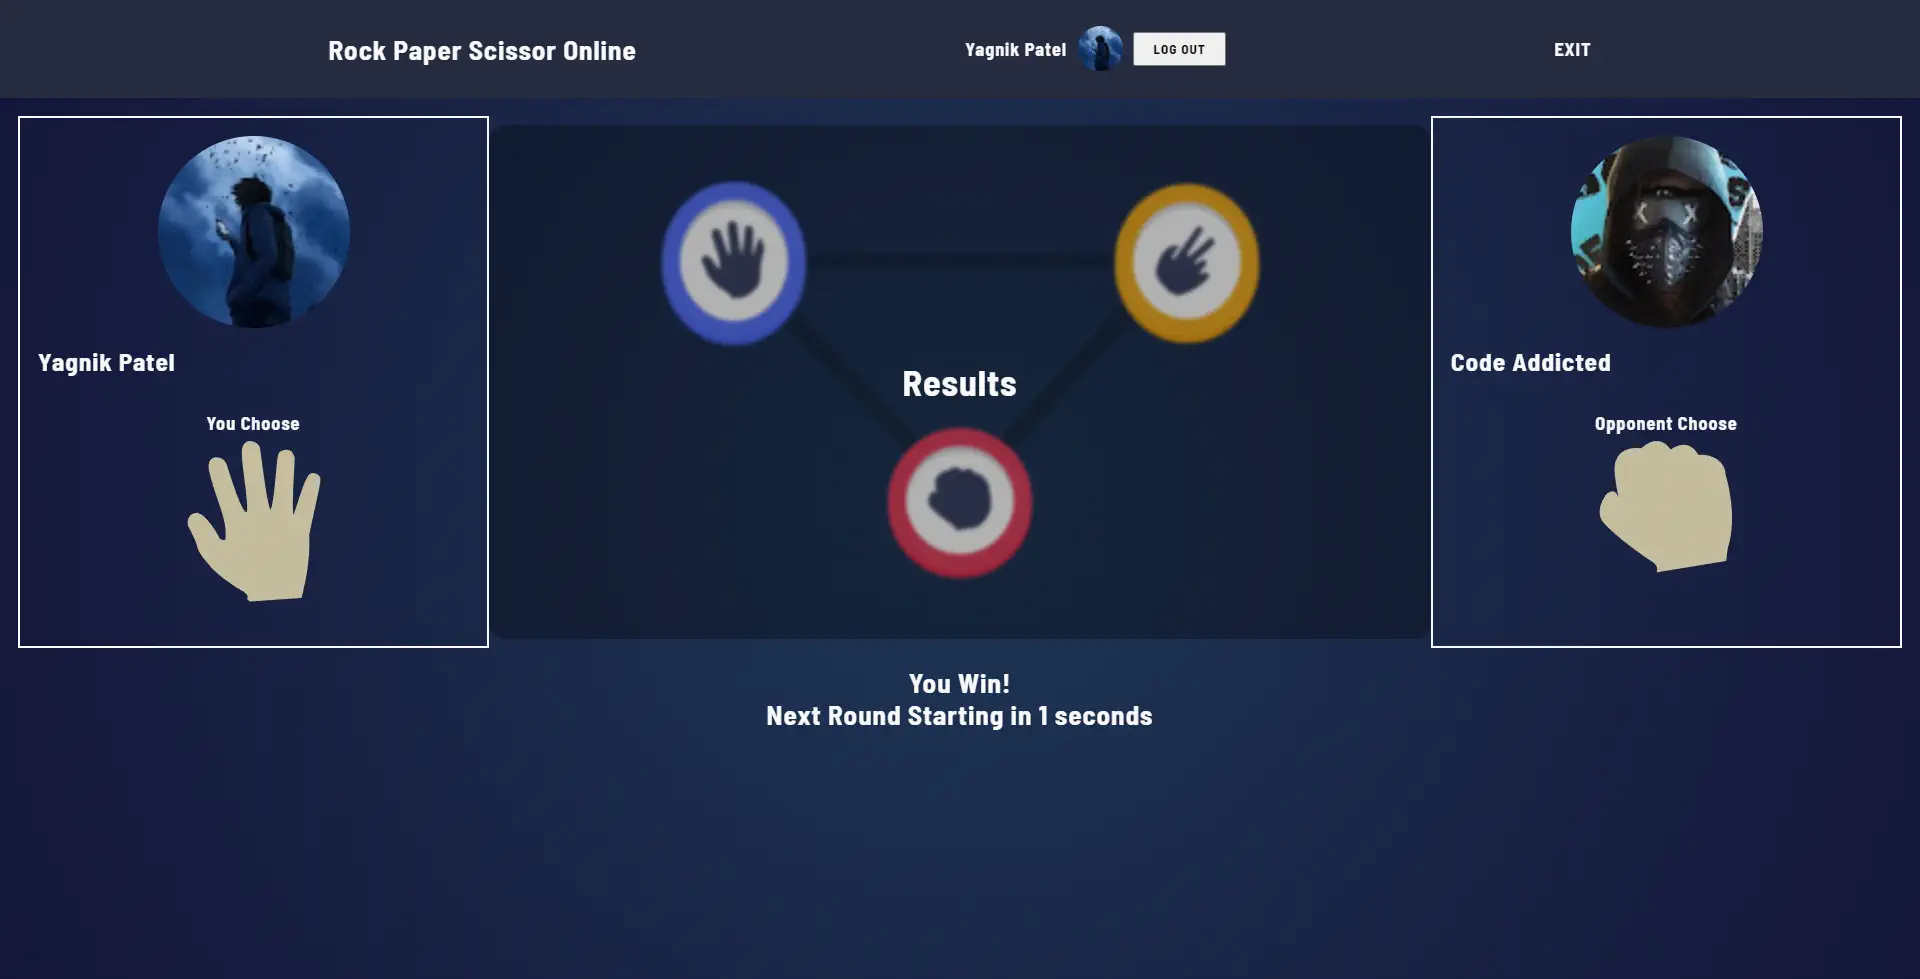 Rock Paper Scissor Online
Yagnik Patel
LOG OUT
EXIT
Yagnik Patel
You Choose
Results
Code Addicted
Opponent Choose
You Win!
Next Round Starting in 1 seconds